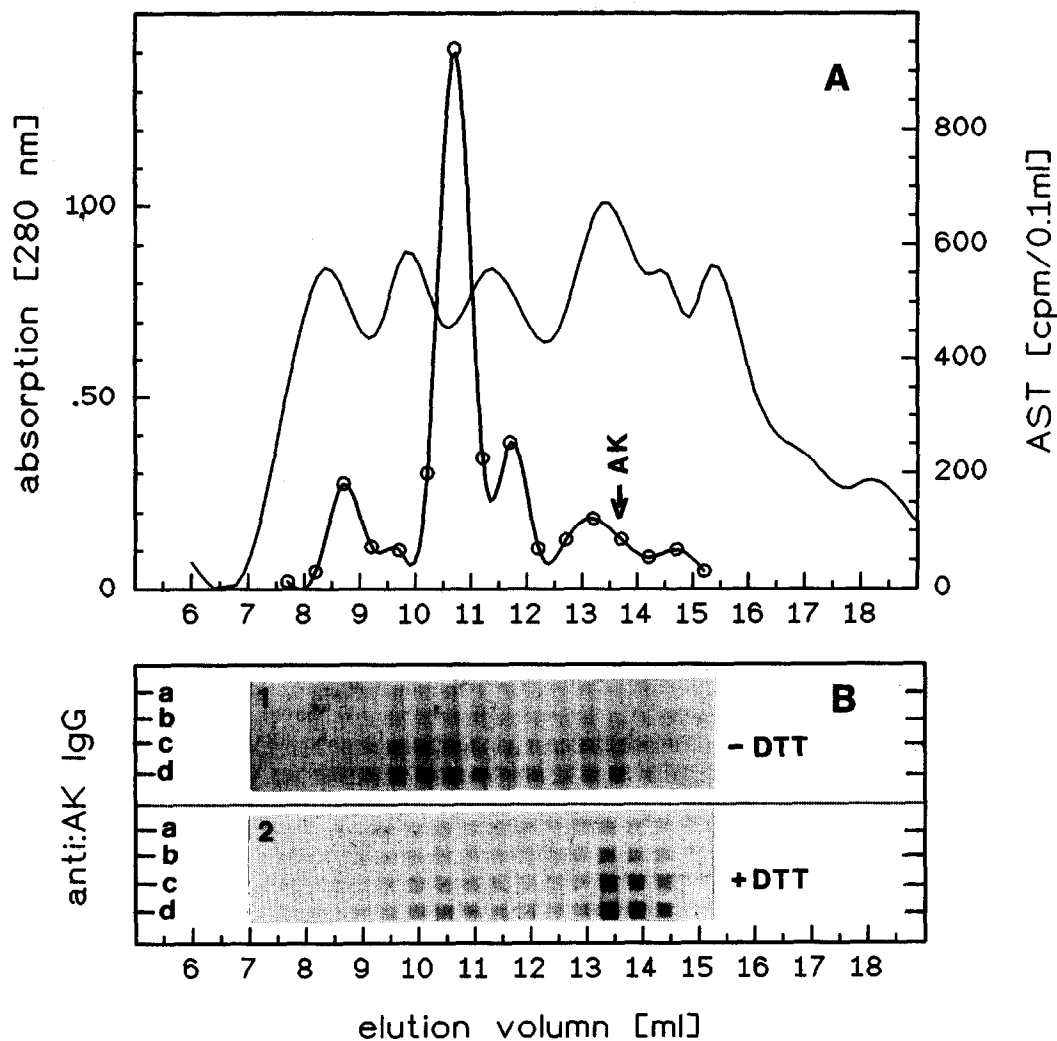 A
absorption [280 nm]
1.00
.50
0
AST [cpm/0.1ml]
800
600
400
200
0
AK
6 7 8 9 10 11 12 13 14 15 16 17 18
B
anti:AK IgG
1
a
b
c
d
- DTT
2
a
b
c
d
+ DTT
6 7 8 9 10 11 12 13 14 15 16 17 18
elution volumn [ml]